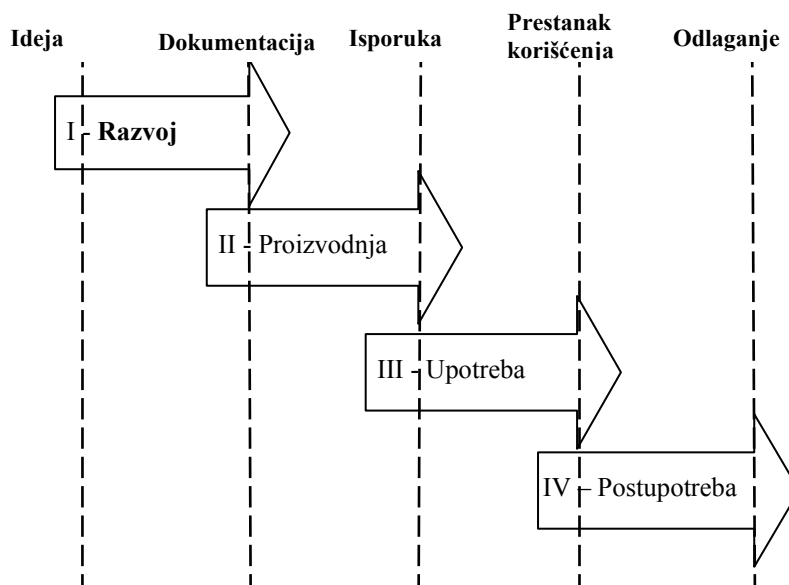 Ideja
Dokumentacija
Isporuka
Prestanak
korišćenja
Odlaganje
I - Razvoj
II - Proizvodnja
III - Upotreba
IV – Postupotreba